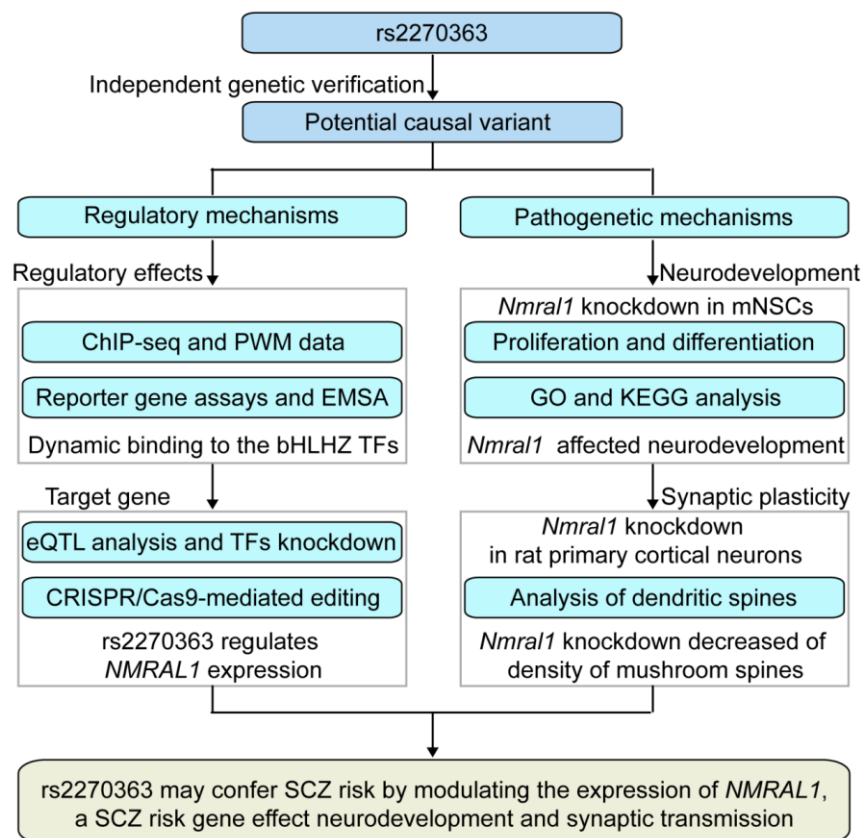 rs2270363
Independent genetic verification
Potential causal variant
Regulatory mechanisms
Regulatory effects
ChIP-seq and PWM data
Reporter gene assays and EMSA
Dynamic binding to the bHLHZ TFs
Target gene
eQTL analysis and TFs knockdown
CRISPR/Cas9-mediated editing
rs2270363 regulates
NMRAL1 expression
Pathogenetic mechanisms
Neurodevelopment
Nmral1 knockdown in mNSCs
Proliferation and differentiation
GO and KEGG analysis
Nmral1 affected neurodevelopment
Synaptic plasticity
Nmral1 knockdown
in rat primary cortical neurons
Analysis of dendritic spines
Nmral1 knockdown decreased of
density of mushroom spines
rs2270363 may confer SCZ risk by modulating the expression of NMRAL1,
a SCZ risk gene effect neurodevelopment and synaptic transmission